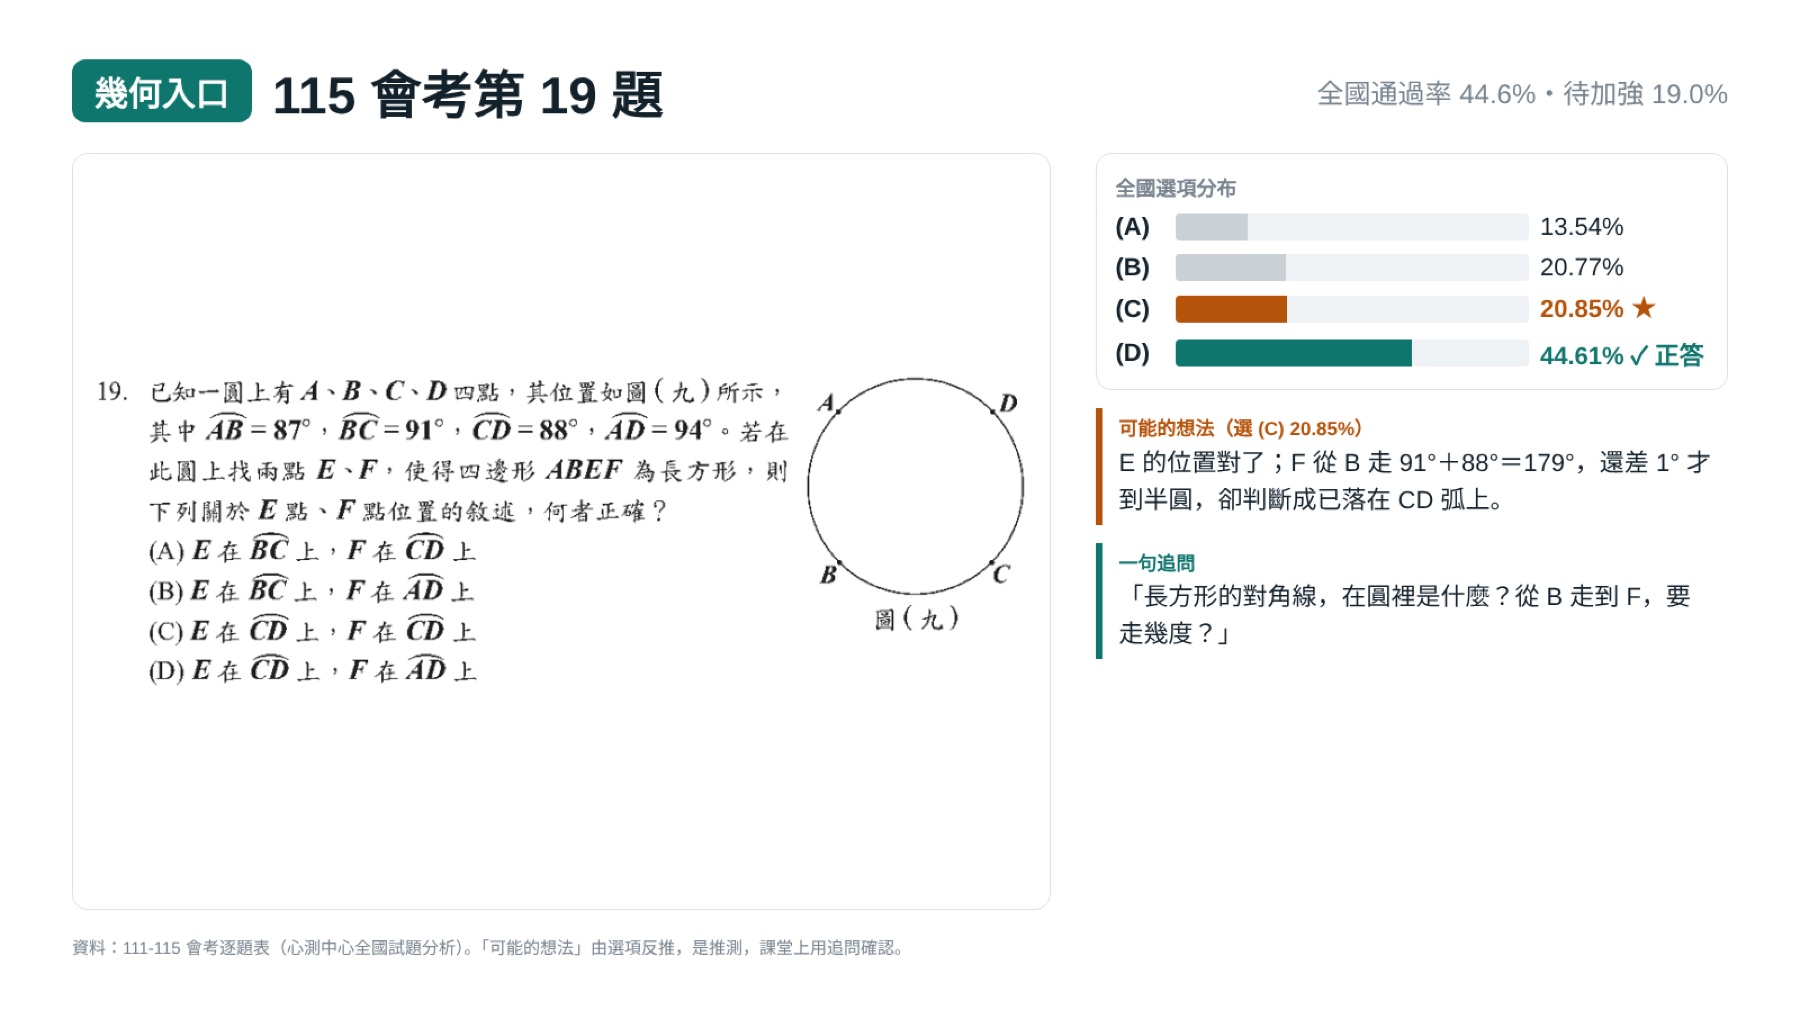 幾何入口 115 會考第 19 題
全國通過率 44.6%・待加強 19.0%
19. 已知一圓上有 A、B、C、D 四點，其位置如圖(九)所示，
其中 AB = 87°，BC = 91°，CD = 88°，AD = 94°。若在
此圓上找兩點 E、F，使得四邊形 ABEF 為長方形，則
下列關於 E 點、F 點位置的敘述，何者正確？
(A) E 在 BC 上，F 在 CD 上
(B) E 在 BC 上，F 在 AD 上
(C) E 在 CD 上，F 在 CD 上
(D) E 在 CD 上，F 在 AD 上
A
D
B
C
圖(九)
全國選項分布
(A) 13.54%
(B) 20.77%
(C) 20.85% ★
(D) 44.61% ✓ 正答
可能的想法（選 (C) 20.85%）
E 的位置對了；F 從 B 走 91°＋88°＝179°，還差 1° 才
到半圓，卻判斷成已落在 CD 弧上。
一句追問
「長方形的對角線，在圓裡是什麼？從 B 走到 F，要
走幾度？」
資料：111-115 會考逐題表（心測中心全國試題分析）。「可能的想法」由選項反推，是推測，課堂上用追問確認。